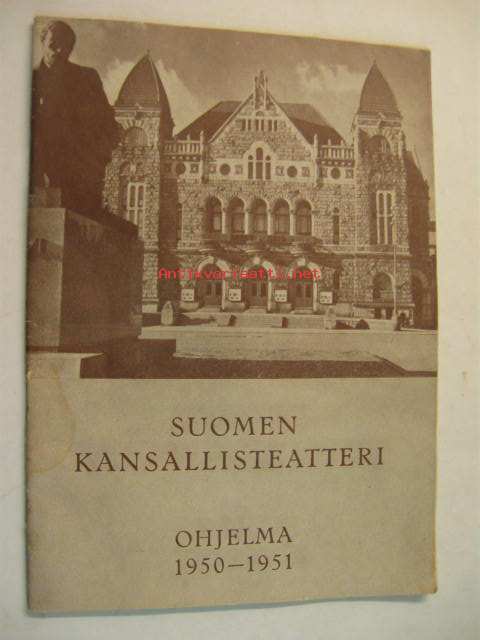 Antikvariaatti.net
SUOMEN
KANSALLISTEATTERI
OHJELMA
1950—1951